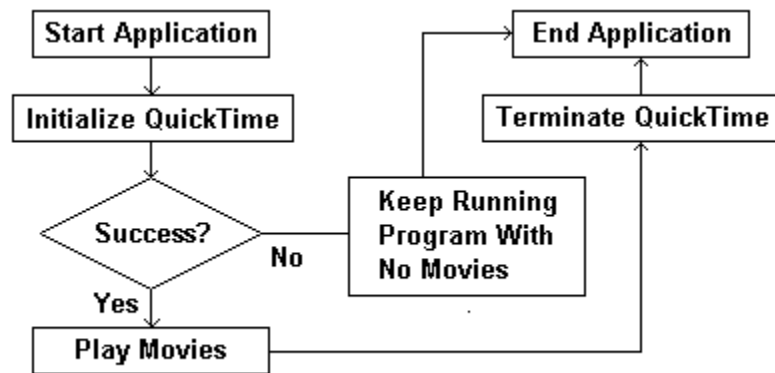 Start Application
End Application
Initialize QuickTime
Terminate QuickTime
Success?
No
Keep Running
Program With
No Movies
Yes
Play Movies